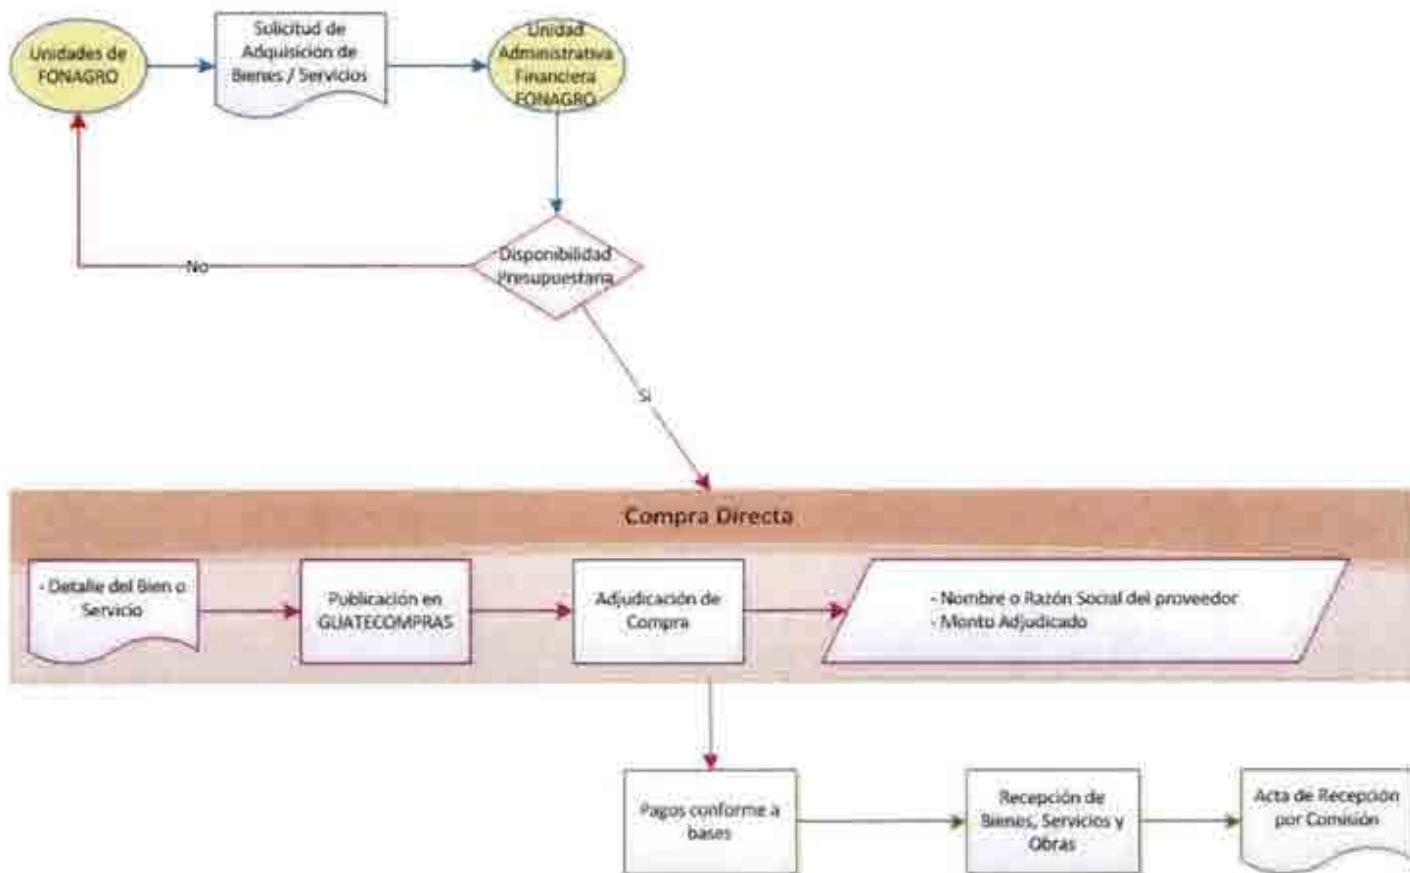 Unidades de
FONAGRO
Solicitud de
Adquisición de
Bienes / Servicios
Unidad
Administrativa
Financiera
FONAGRO
Disponibilidad
Presupuestaria
No
Si
Compra Directa
- Detalle del Bien o
Servicio
Publicación en
GUATECOMPRAS
Adjudicación de
Compra
- Nombre o Razón Social del proveedor
- Monto Adjudicado
Pagos conforme a
bases
Recepción de
Bienes, Servicios y
Obras
Acta de Recepción
por Comisión